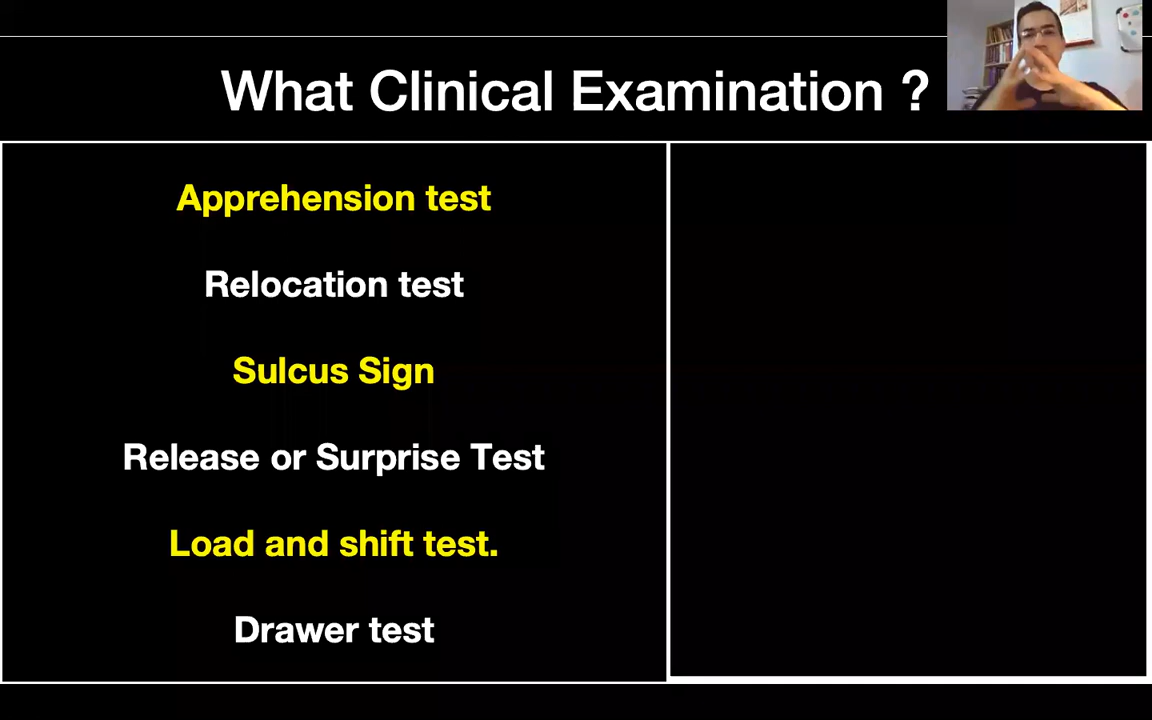 What Clinical Examination ?
Apprehension test
Relocation test
Sulcus Sign
Release or Surprise Test
Load and shift test.
Drawer test